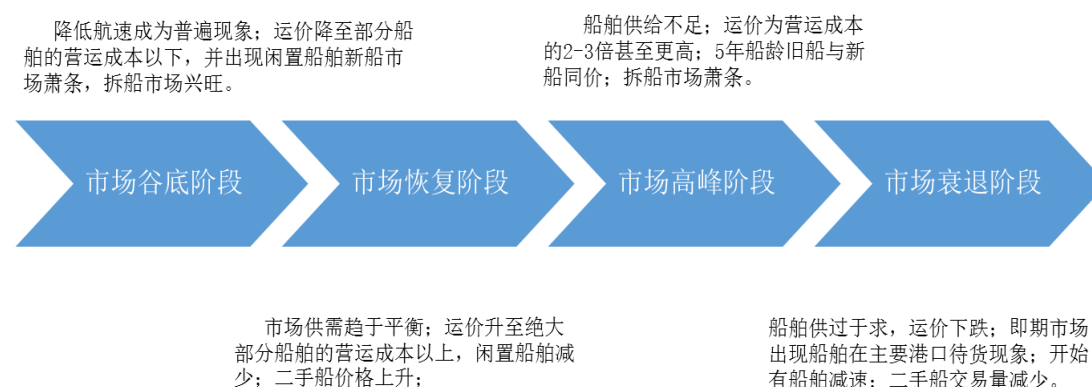 降低航速成为普遍现象；运价降至部分船
舶的营运成本以下，并出现闲置船舶新船市
场萧条，拆船市场兴旺。
船舶供给不足；运价为营运成本
的2-3倍甚至更高；5年船龄旧船与新
船同价；拆船市场萧条。
市场谷底阶段
市场恢复阶段
市场高峰阶段
市场衰退阶段
市场供需趋于平衡；运价升至绝大
部分船舶的营运成本以上，闲置船舶减
少；二手船价格上升；
船舶供过于求，运价下跌；即期市场
出现船舶在主要港口待货现象；开始
有船舶减速；二手船交易量减少。